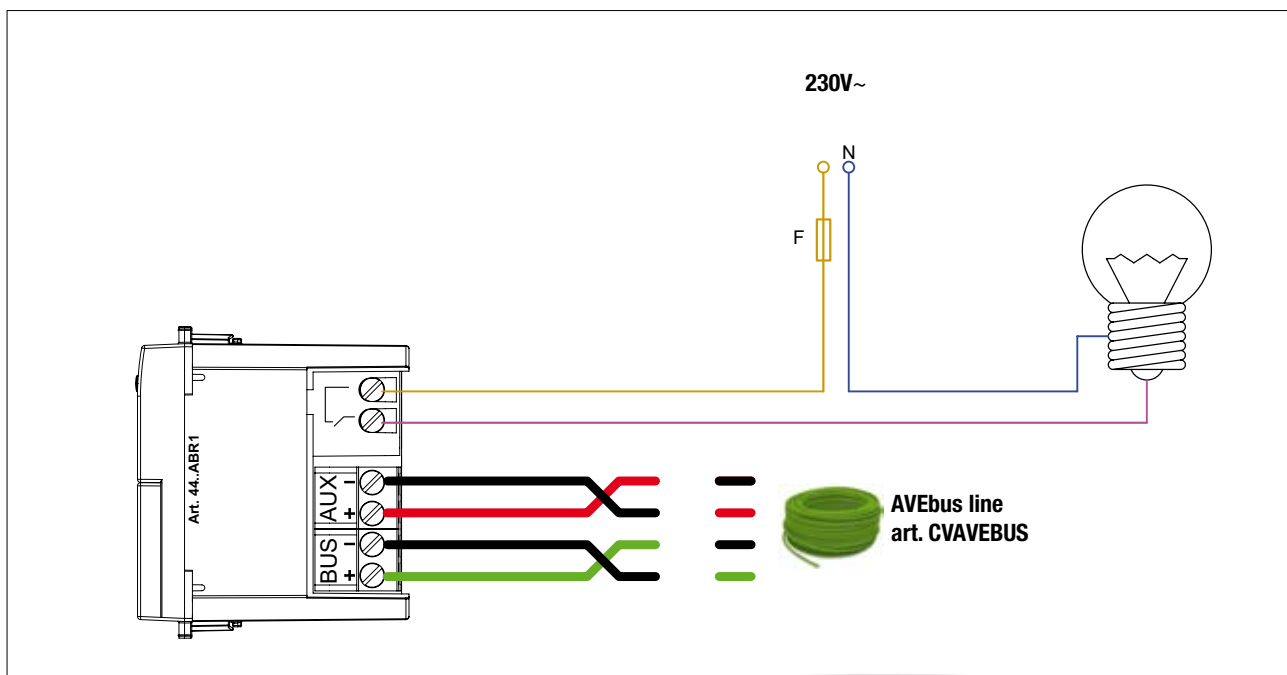 230V~
N
F
Art. 44..ABR1
AUX
- +
BUS
- +
AVEbus line
art. CVAVEBUS